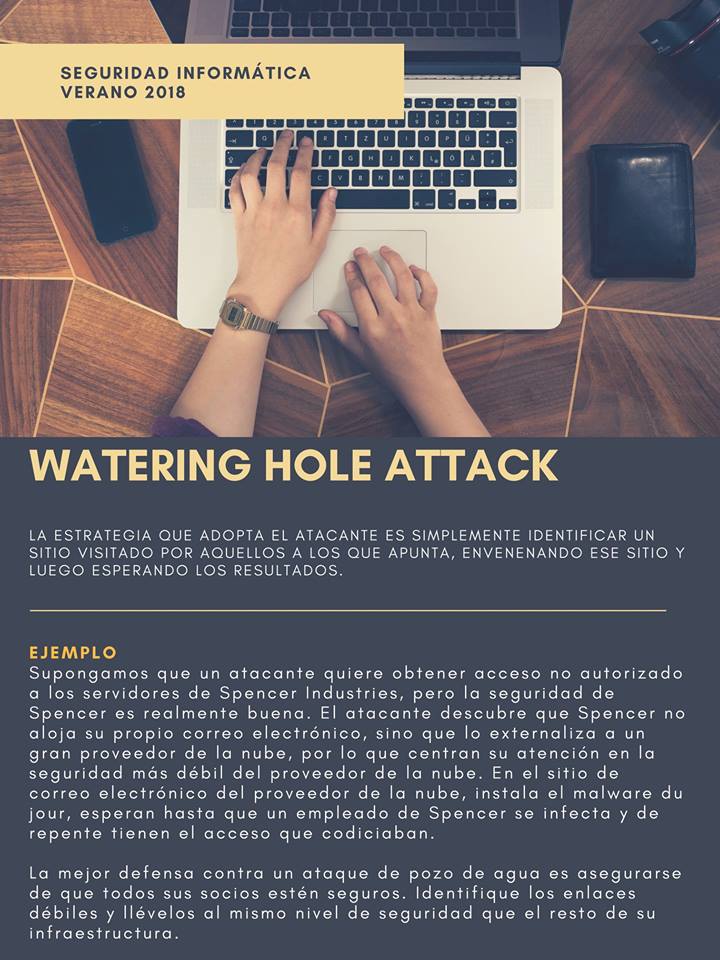 SEGURIDAD INFORMÁTICA
VERANO 2018
WATERING HOLE ATTACK
LA ESTRATEGIA QUE ADOPTA EL ATACANTE ES SIMPLEMENTE IDENTIFICAR UN
SITIO VISITADO POR AQUELLOS A LOS QUE APUNTA, ENVENENANDO ESE SITIO Y
LUEGO ESPERANDO LOS RESULTADOS.
EJEMPLO
Supongamos que un atacante quiere obtener acceso no autorizado
a los servidores de Spencer Industries, pero la seguridad de
Spencer es realmente buena. El atacante descubre que Spencer no
aloja su propio correo electrónico, sino que lo externaliza a un
gran proveedor de la nube, por lo que centran su atención en la
seguridad más débil del proveedor de la nube. En el sitio de
correo electrónico del proveedor de la nube, instala el malware du
jour, esperan hasta que un empleado de Spencer se infecta y de
repente tienen el acceso que codiciaban.
La mejor defensa contra un ataque de pozo de agua es asegurarse
de que todos sus socios estén seguros. Identifique los enlaces
débiles y llévelos al mismo nivel de seguridad que el resto de su
infraestructura.